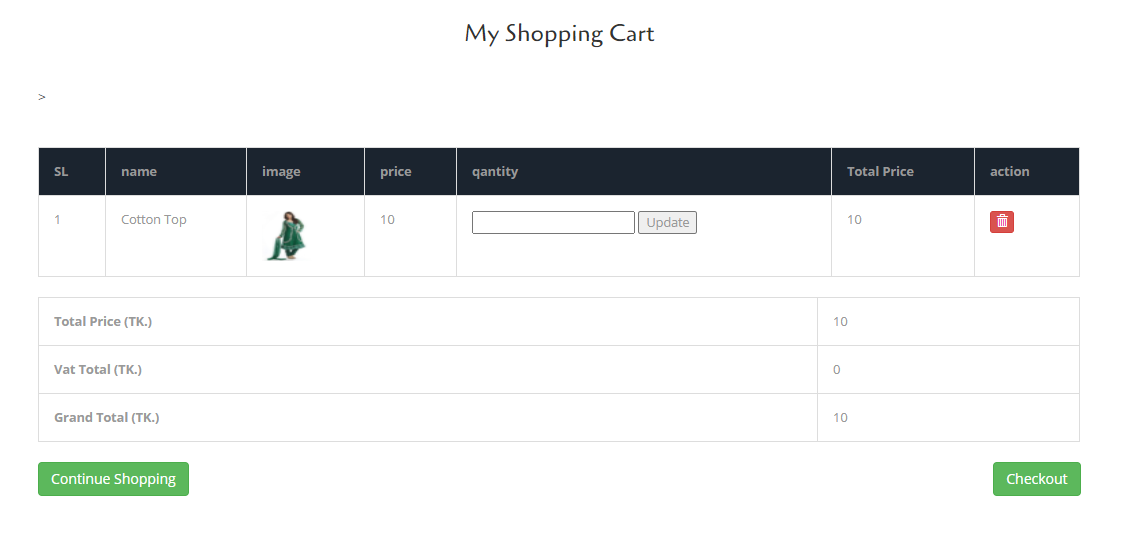 My Shopping Cart
>
SL name image price qantity Total Price action
1 Cotton Top 10 Update 10
Total Price (TK.) 10
Vat Total (TK.) 0
Grand Total (TK.) 10
Continue Shopping Checkout